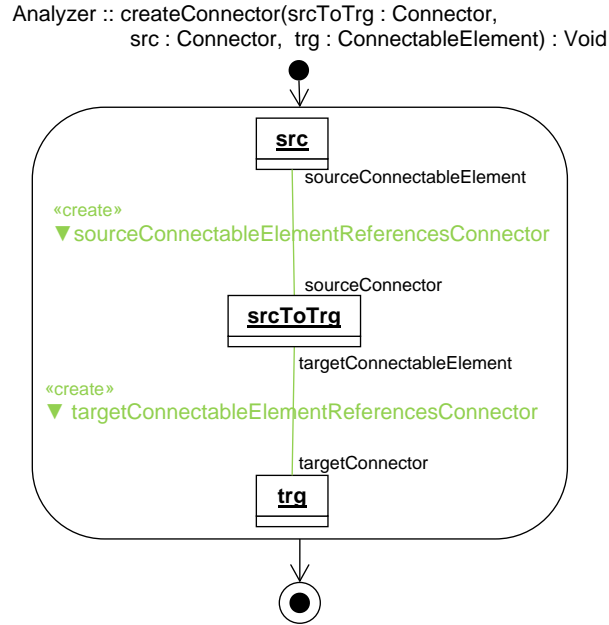 Analyzer :: createConnector(srcToTrg : Connector,
src : Connector, trg : ConnectableElement) : Void
src
sourceConnectableElement
«create»
▼sourceConnectableElementReferencesConnector
sourceConnector
srcToTrg
targetConnectableElement
«create»
▼ targetConnectableElementReferencesConnector
targetConnector
trg